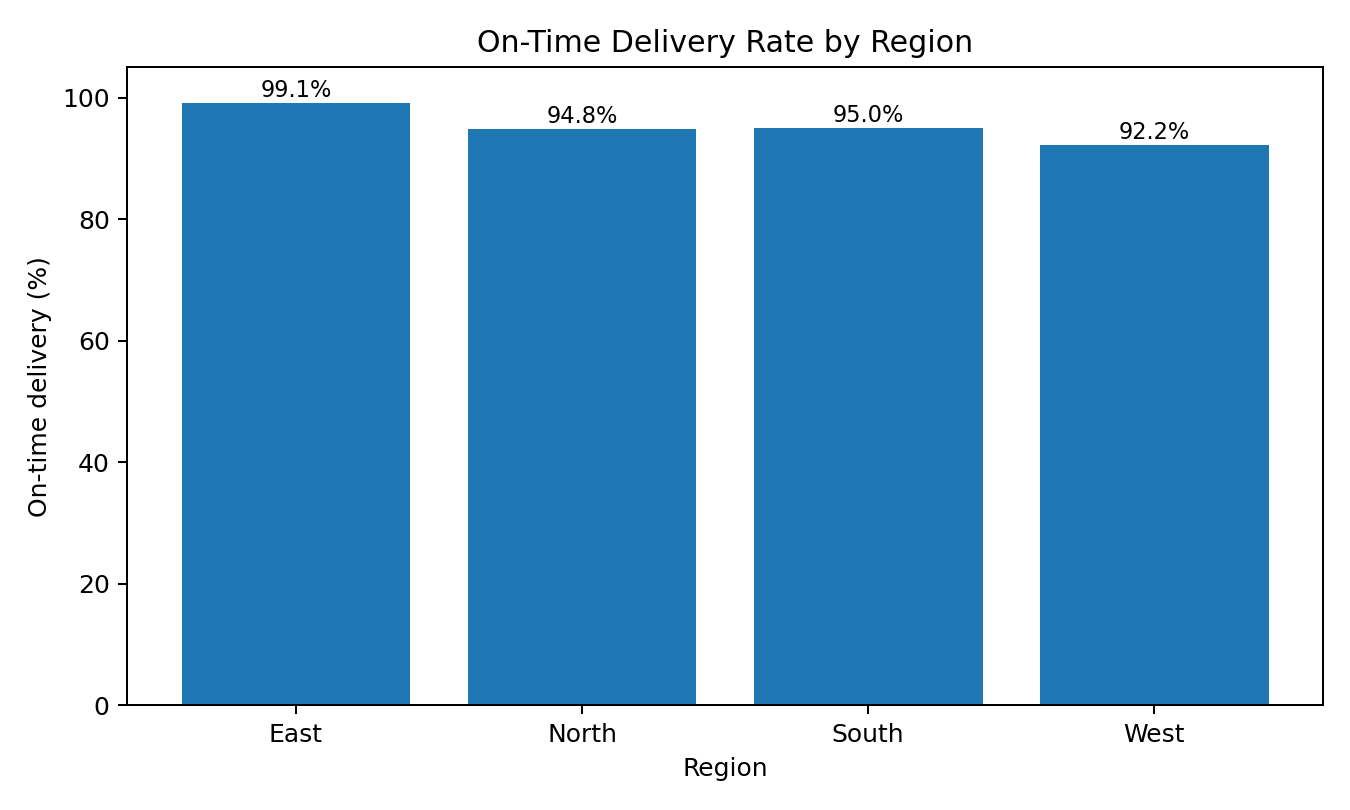 On-Time Delivery Rate by Region
99.1%
94.8%
95.0%
92.2%
100
80
60
40
20
0
On-time delivery (%)
East
North
South
West
Region